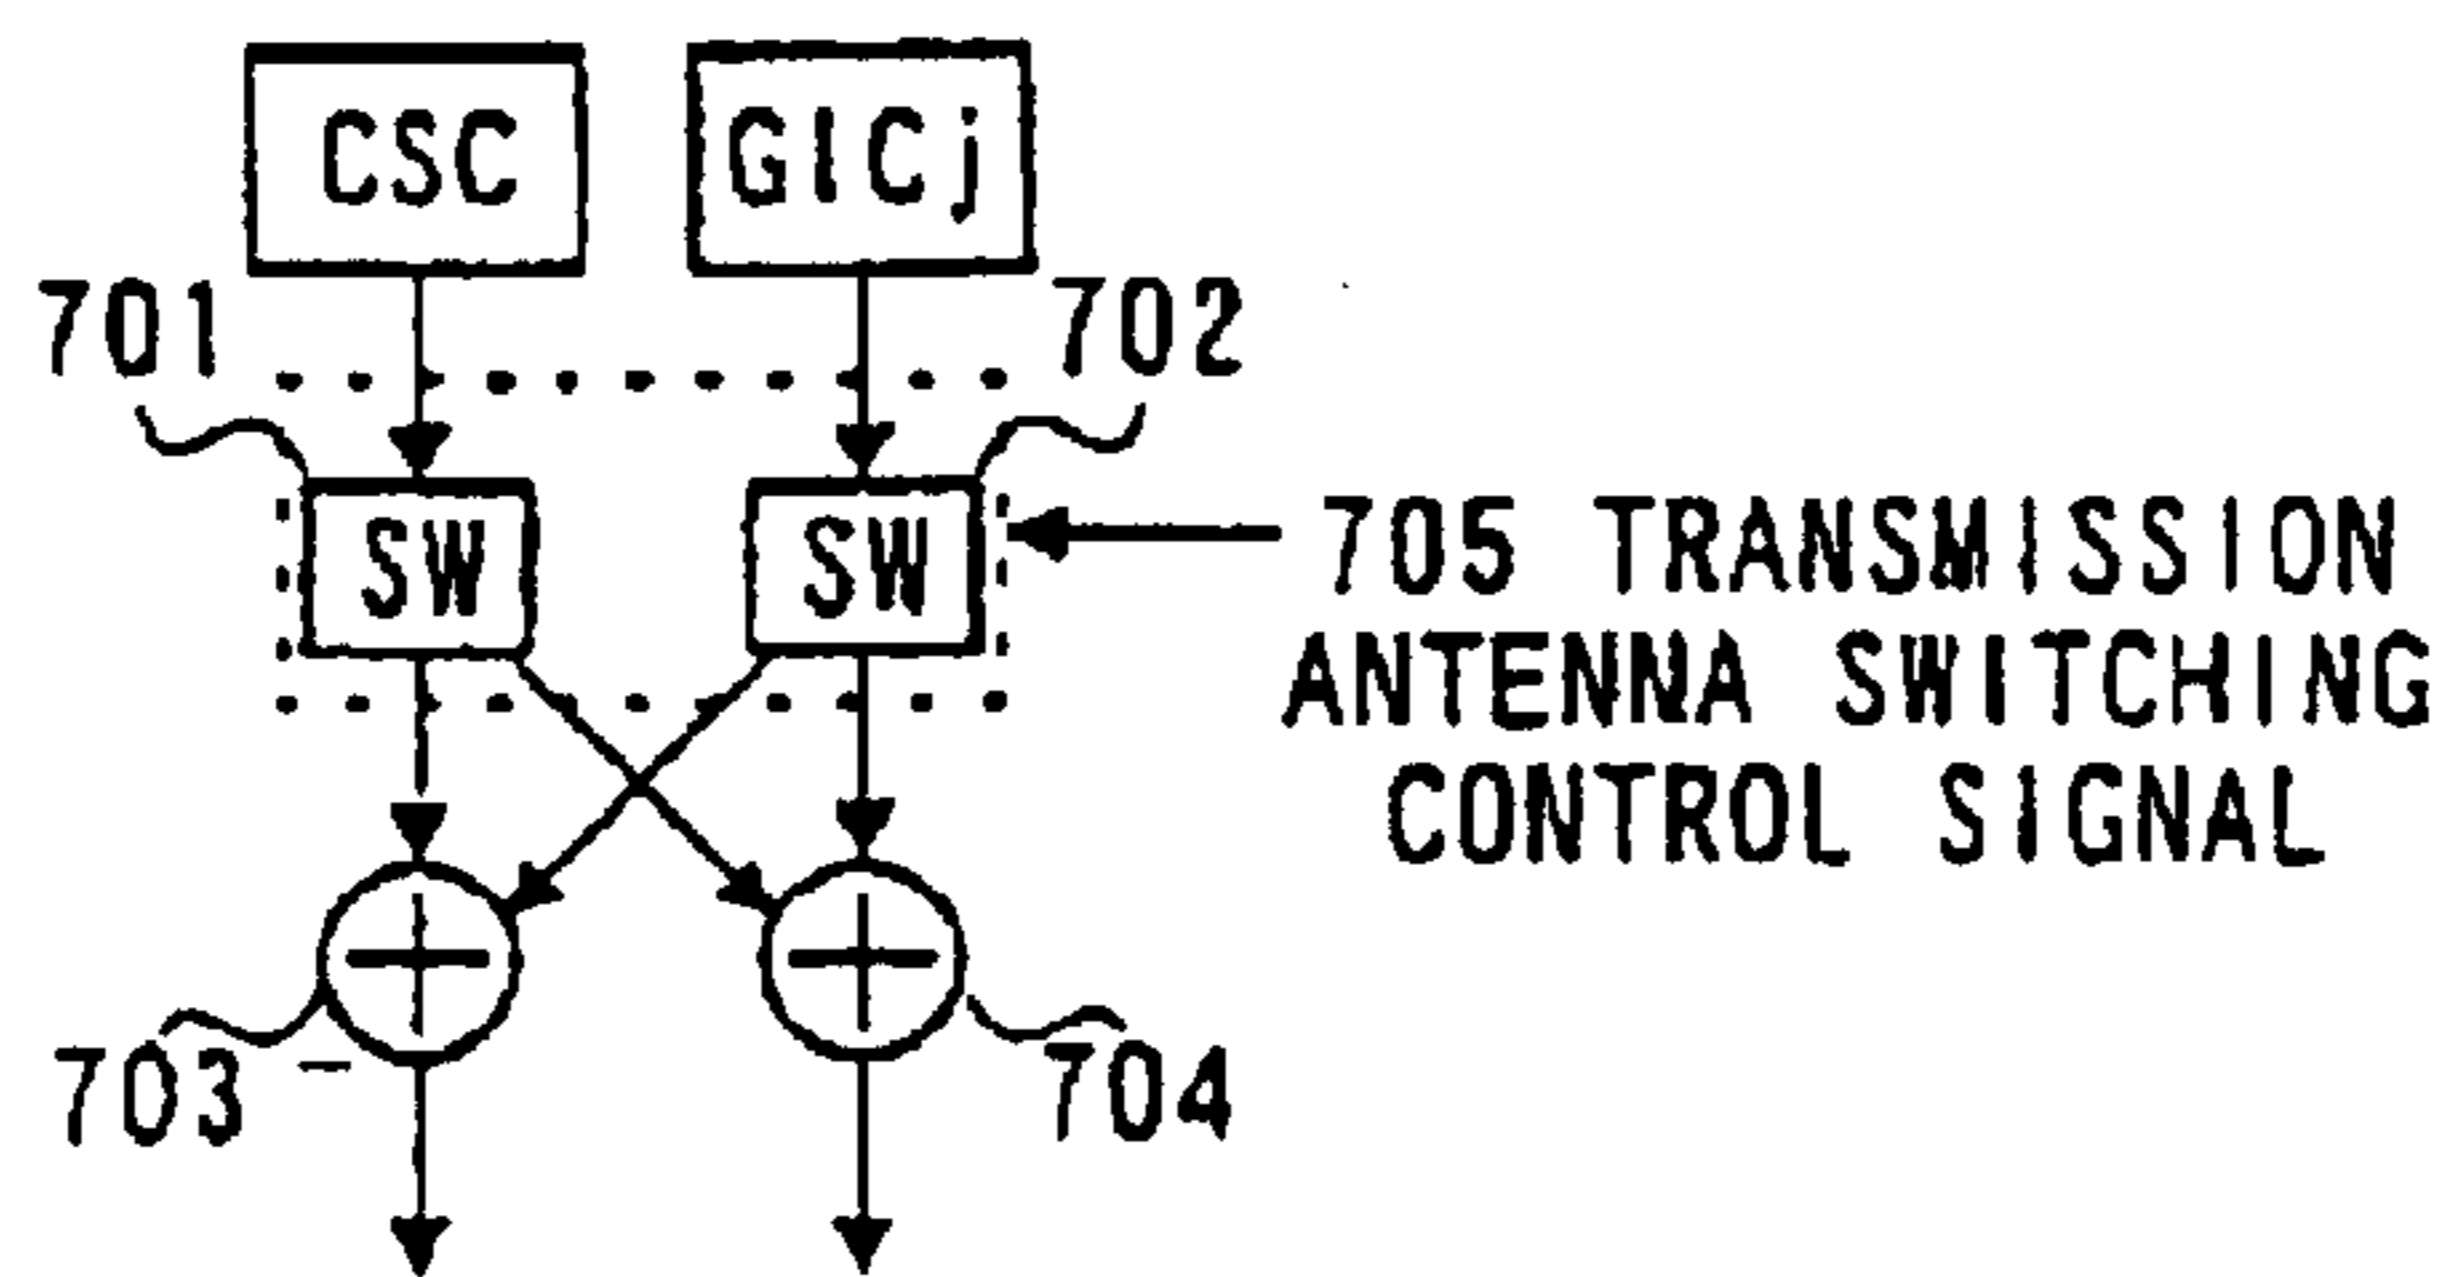 CSC
GICj
701
702
SW
SW
705 TRANSMISSION
ANTENNA SWITCHING
CONTROL SIGNAL
703
704